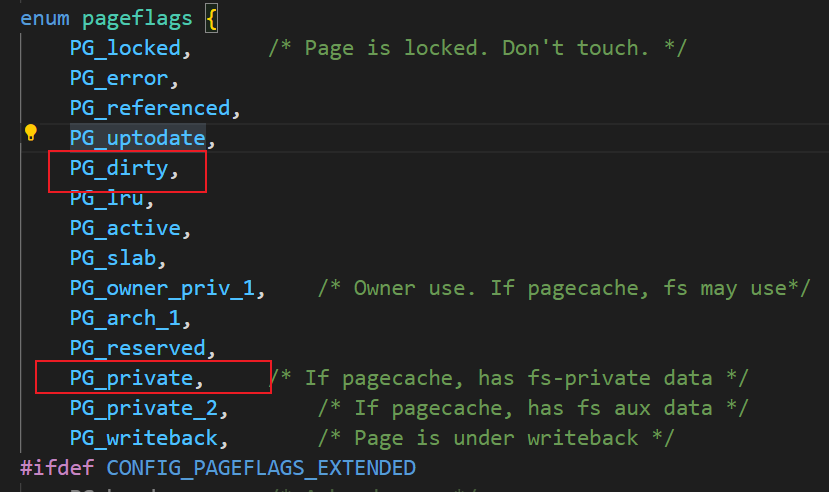 enum pageflags {
PG_locked, /* Page is locked. Don't touch. */
PG_error,
PG_referenced,
PG_uptodate,
PG_dirty,
PG_lru,
PG_active,
PG_slab,
PG_owner_priv_1, /* Owner use. If pagecache, fs may use*/
PG_arch_1,
PG_reserved,
PG_private, /* If pagecache, has fs-private data */
PG_private_2, /* If pagecache, has fs aux data */
PG_writeback, /* Page is under writeback */
#ifdef CONFIG_PAGEFLAGS_EXTENDED